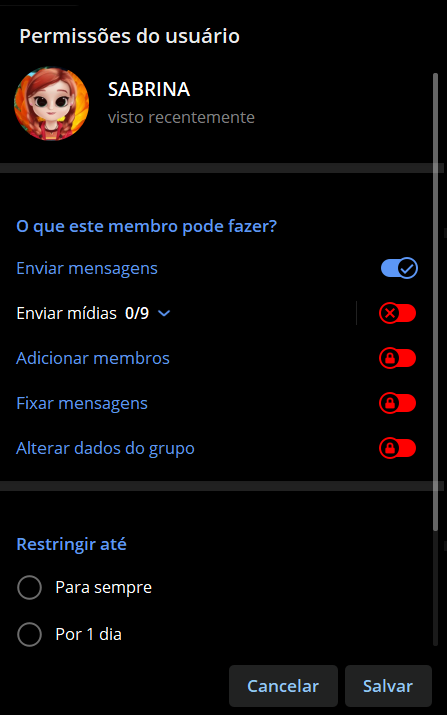 Permissões do usuário
SABRINA
visto recentemente
O que este membro pode fazer?
Enviar mensagens
Enviar mídias 0/9
Adicionar membros
Fixar mensagens
Alterar dados do grupo
Restringir até
Para sempre
Por 1 dia
Cancelar Salvar